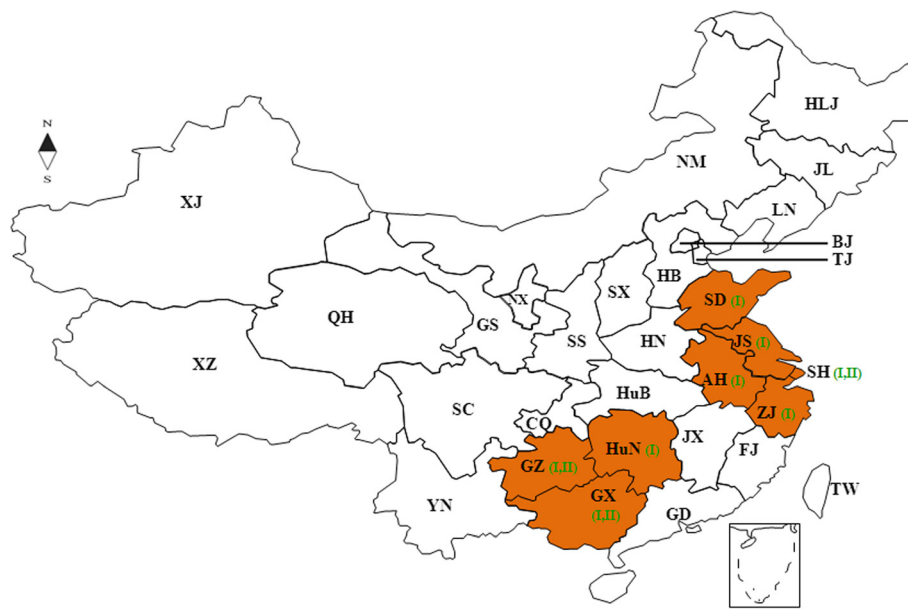 HLJ
N
NM
JL
S
XJ
LN
BJ
TJ
HB
SX
NX
SD (I)
QH
GS
HN
JS (I)
SS
XZ
SH (I,II)
AH (I)
HuB
SC
ZJ (I)
CQ
JX
HuN (I)
FJ
GZ (I,II)
TW
GX
(I,II)
YN
GD